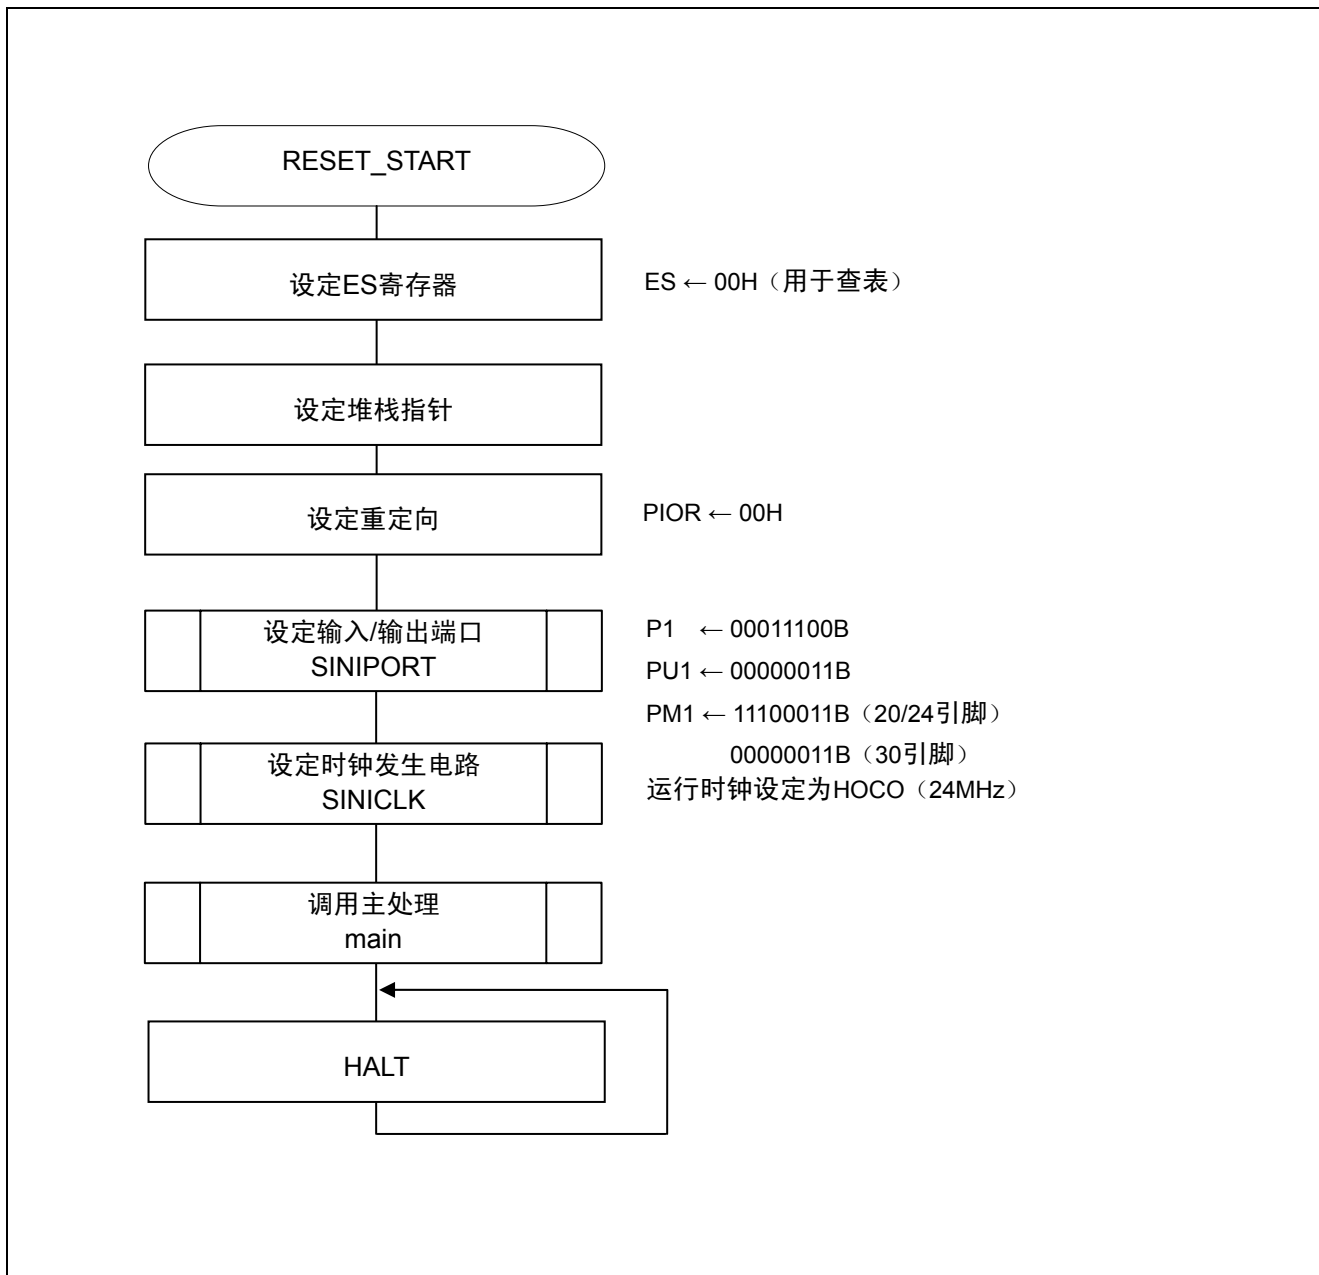 RESET_START
设定ES寄存器
ES ← 00H（用于查表）
设定堆栈指针
设定重定向
PIOR ← 00H
设定输入/输出端口
SINIPORT
P1 ← 00011100B
PU1 ← 00000011B
PM1 ← 11100011B（20/24引脚）
00000011B（30引脚）
设定时钟发生电路
SINICLK
运行时钟设定为HOCO（24MHz）
调用主处理
main
HALT